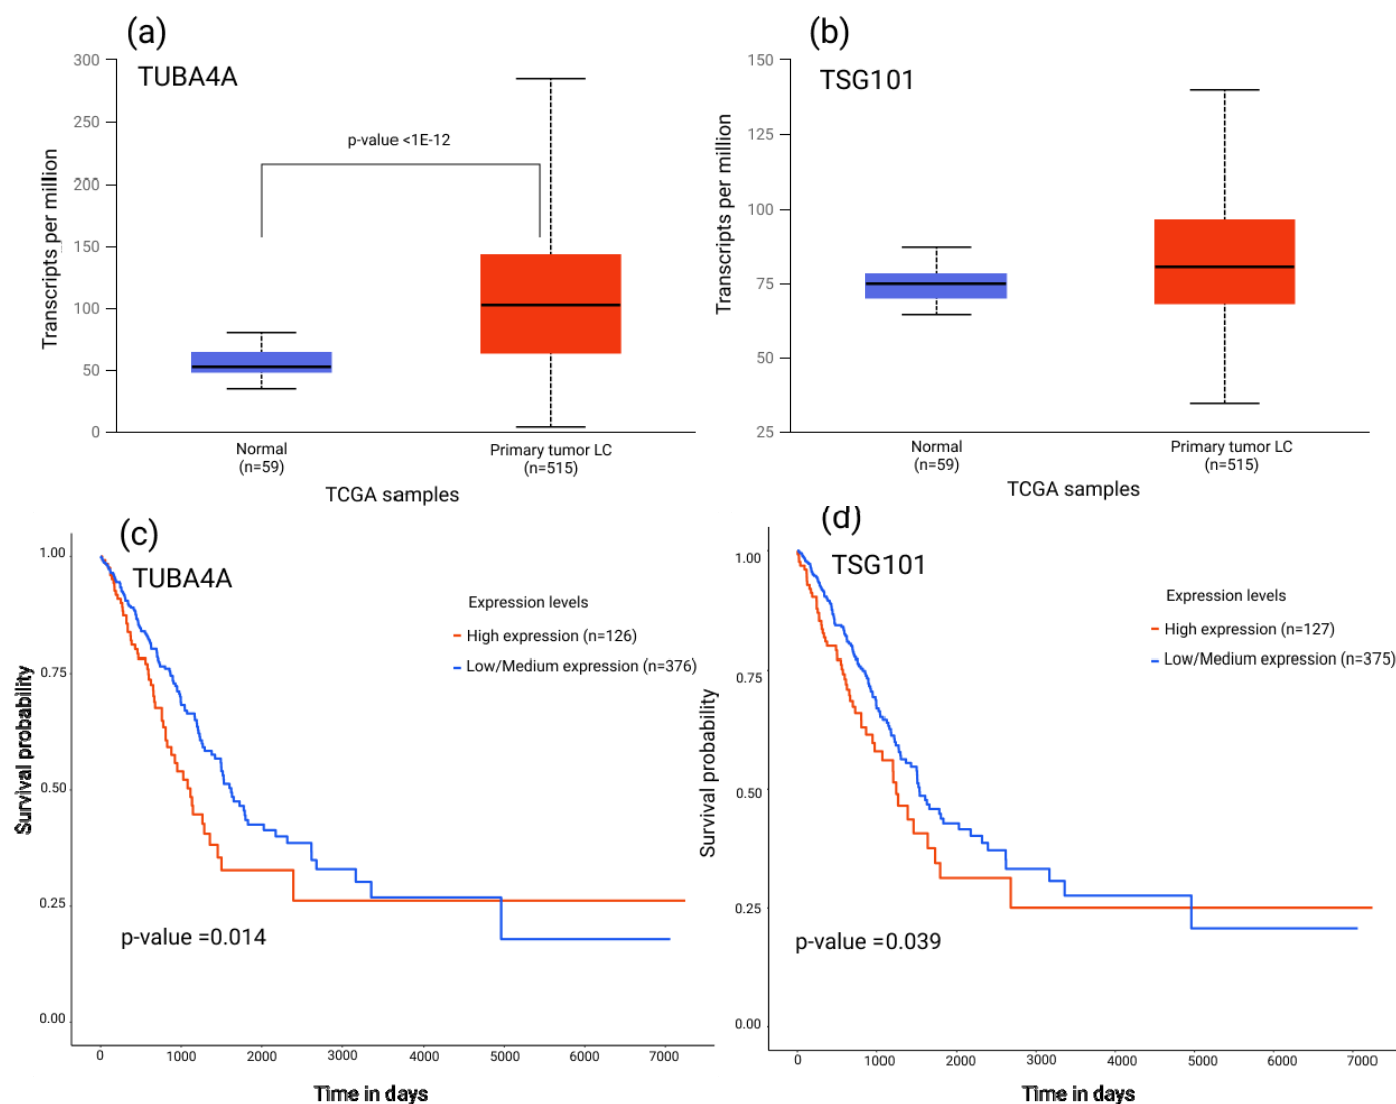 (a)
TUBA4A
300
250
200
150
100
50
0
Transcripts per million
p-value <1E-12
Normal
(n=59)
Primary tumor LC
(n=515)
TCGA samples
(b)
TSG101
150
125
100
75
50
25
Transcripts per million
Normal
(n=59)
Primary tumor LC
(n=515)
TCGA samples
(c)
TUBA4A
1.00
0.75
0.50
0.25
0.00
Survival probability
Expression levels
High expression (n=126)
Low/Medium expression (n=376)
p-value =0.014
0 1000 2000 3000 4000 5000 6000 7000
Time in days
(d)
TSG101
1.00
0.75
0.50
0.25
0.00
Survival probability
Expression levels
High expression (n=127)
Low/Medium expression (n=375)
p-value =0.039
0 1000 2000 3000 4000 5000 6000 7000
Time in days